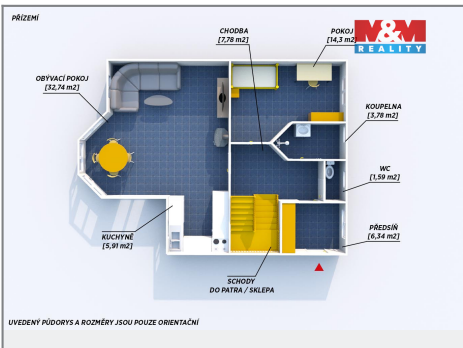 PŘÍZEMÍ
CHODBA
[7,78 m2]
POKOJ
[14,3 m2]
M&M
REALITY
OBÝVACÍ POKOJ
[32,74 m2]
KOUPELNA
[3,78 m2]
WC
[1,59 m2]
KUCHYNĚ
[5,91 m2]
PŘEDSÍŇ
[6,34 m2]
SCHODY
DO PATRA / SKLEPA
UVEDENÝ PŮDORYS A ROZMĚRY JSOU POUZE ORIENTAČNÍ